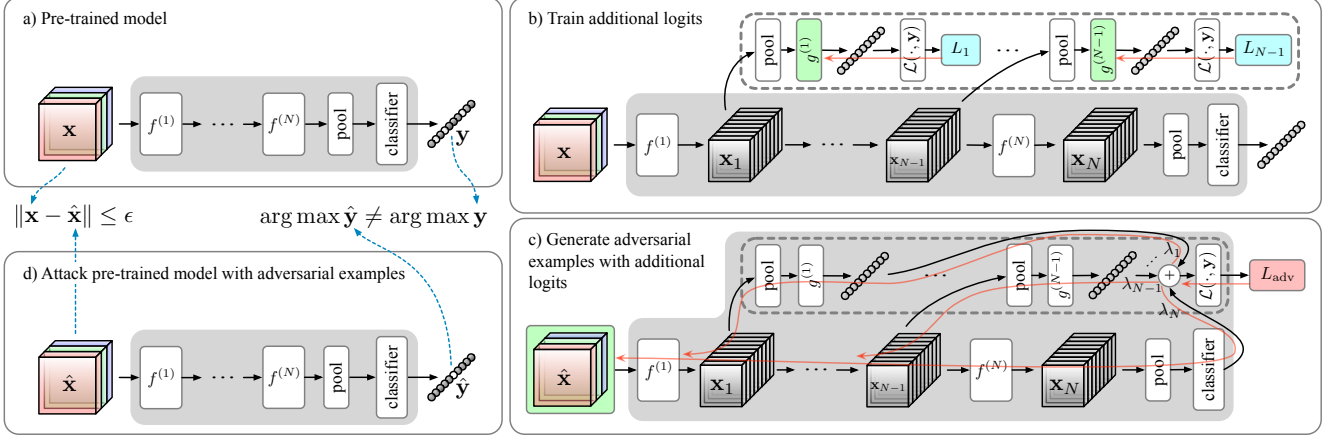 a) Pre-trained model
x
f^(1)
...
f^(N)
pool
classifier
y
‖x − x̂‖ ≤ ϵ
arg max ŷ ≠ arg max y
d) Attack pre-trained model with adversarial examples
x̂
f^(1)
...
f^(N)
pool
classifier
ŷ
b) Train additional logits
pool
g^(1)
L(·, y)
L_1
...
pool
g^(N−1)
L(·, y)
L_{N−1}
x
f^(1)
x_1
...
x_{N−1}
f^(N)
x_N
pool
classifier
c) Generate adversarial
examples with additional
logits
pool
g^(1)
...
pool
g^(N−1)
...
λ_1
λ_{N−1}
λ_N
+
L(·, y)
L_adv
x̂
f^(1)
x_1
...
x_{N−1}
f^(N)
x_N
pool
classifier